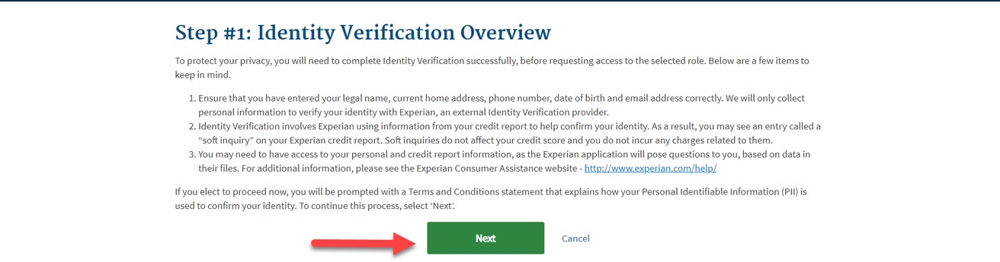 Step #1: Identity Verification Overview
To protect your privacy, you will need to complete Identity Verification successfully, before requesting access to the selected role. Below are a few items to
keep in mind.
1. Ensure that you have entered your legal name, current home address, phone number, date of birth and email address correctly. We will only collect
personal information to verify your identity with Experian, an external Identity Verification provider.
2. Identity Verification involves Experian using information from your credit report to help confirm your identity. As a result, you may see an entry called a
“soft inquiry” on your Experian credit report. Soft inquiries do not affect your credit score and you do not incur any charges related to them.
3. You may need to have access to your personal and credit report information, as the Experian application will pose questions to you, based on data in
their files. For additional information, please see the Experian Consumer Assistance website - http://www.experian.com/help/
If you elect to proceed now, you will be prompted with a Terms and Conditions statement that explains how your Personal Identifiable Information (PII) is
used to confirm your identity. To continue this process, select ‘Next’.
Next
Cancel